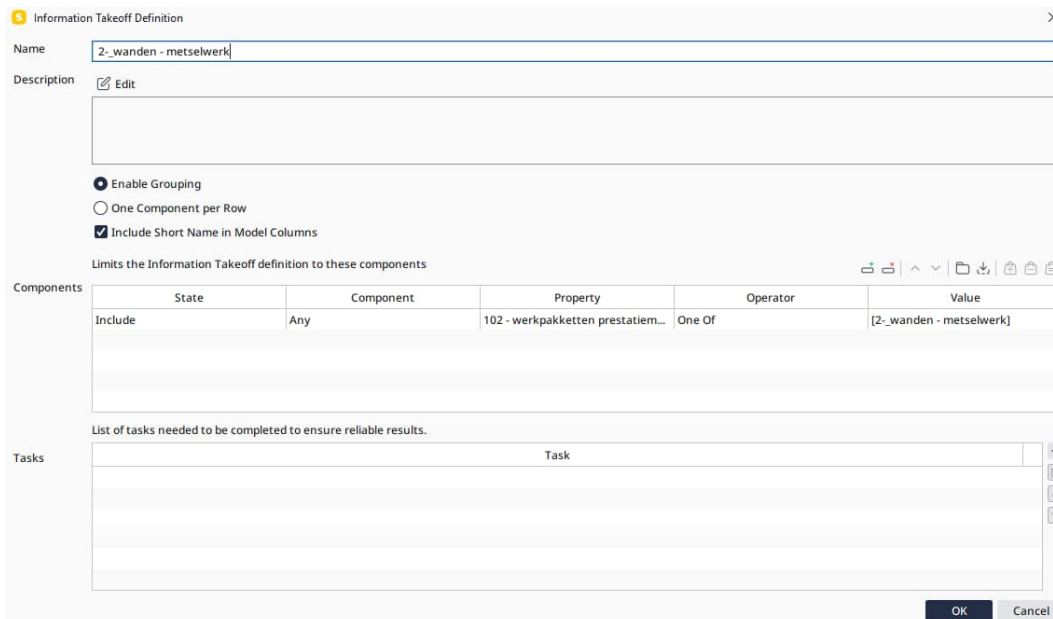 S Information Takeoff Definition
Name 2-_wanden - metselwerk
Description Edit
Enable Grouping
One Component per Row
Include Short Name in Model Columns
Limits the Information Takeoff definition to these components
Components
State Component Property Operator Value
Include Any 102 - werkpakketten prestatiem... One Of [2-_wanden - metselwerk]
List of tasks needed to be completed to ensure reliable results.
Tasks
Task
OK Cancel